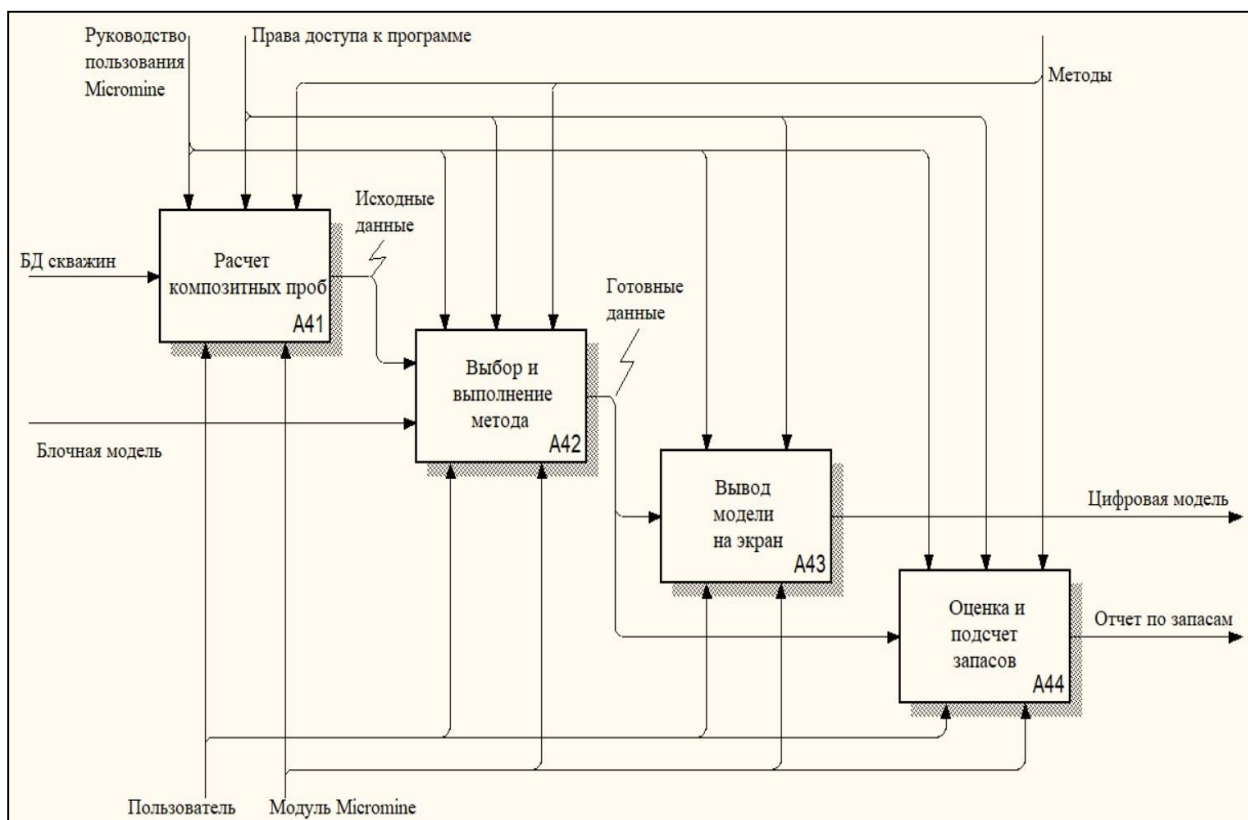 Руководство
пользования
Micromine
Права доступа к программе
Методы
Исходные
данные
БД скважин
Расчет
композитных проб
A41
Готовные
данные
Выбор и
выполнение
метода
A42
Блочная модель
Вывод
модели
на экран
A43
Цифровая модель
Оценка и
подсчет
запасов
A44
Отчет по запасам
Пользователь
Модуль Micromine